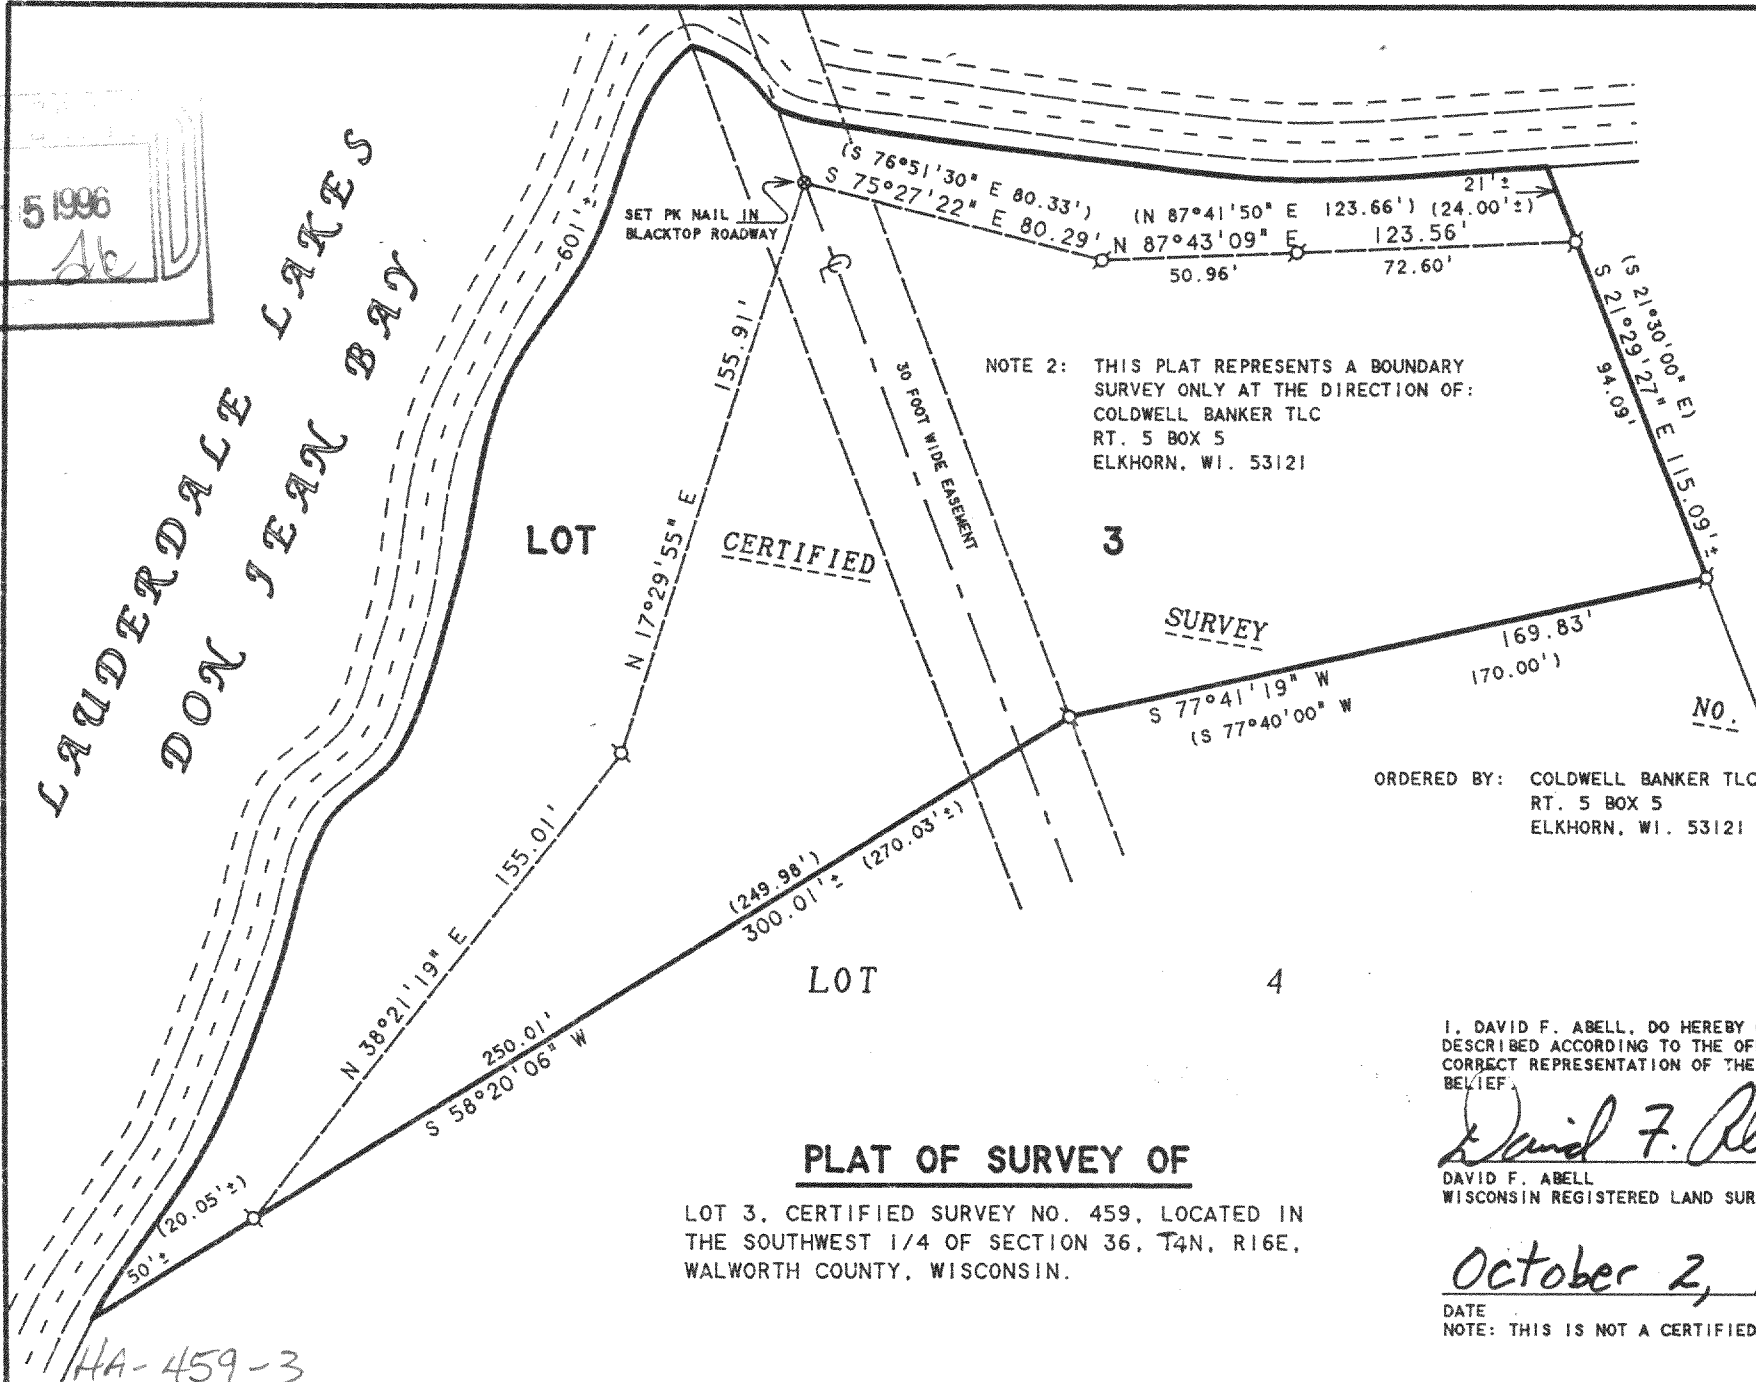 5 1996
LAUDERDALE LAKES
DON JEAN BAY
601'±
SET PK NAIL IN
BLACKTOP ROADWAY
(S 76°51'30" E 80.33')
S 75°27'22" E 80.29'
(N 87°41'50" E 123.66') (24.00'±)
21'±
N 87°43'09" E 123.56'
50.96' 72.60'
(S 21°30'00" E)
S 21°29'27" E 115.09'±
94.09'
155.91'
N 17°29'55" E
30 FOOT WIDE EASEMENT
NOTE 2: THIS PLAT REPRESENTS A BOUNDARY
SURVEY ONLY AT THE DIRECTION OF:
COLDWELL BANKER TLC
RT. 5 BOX 5
ELKHORN, WI. 53121
LOT 3
CERTIFIED
SURVEY
NO.
169.83'
170.00')
S 77°41'19" W
(S 77°40'00" W
ORDERED BY: COLDWELL BANKER TLC
RT. 5 BOX 5
ELKHORN, WI. 53121
155.01'
N 38°21'19" E
(249.98')
300.01'± (270.03'±)
250.01'
S 58°20'06" W
(20.05'±)
50'±
LOT 4
I, DAVID F. ABELL, DO HEREBY
DESCRIBED ACCORDING TO THE OF
CORRECT REPRESENTATION OF THE
BELIEF.
David F. Ab
DAVID F. ABELL
WISCONSIN REGISTERED LAND SUR
October 2,
DATE
NOTE: THIS IS NOT A CERTIFIED
PLAT OF SURVEY OF
LOT 3, CERTIFIED SURVEY NO. 459, LOCATED IN
THE SOUTHWEST 1/4 OF SECTION 36, T4N, R16E,
WALWORTH COUNTY, WISCONSIN.
HA-459-3